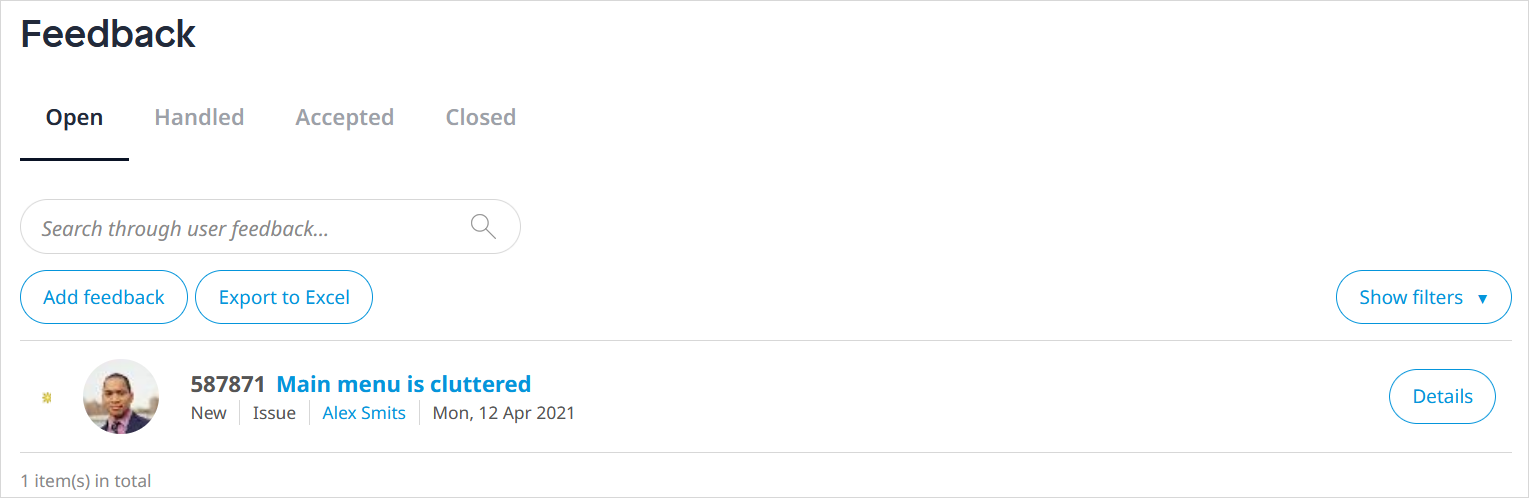 Feedback
Open Handled Accepted Closed
Search through user feedback...
Add feedback Export to Excel Show filters ▼
587871 Main menu is cluttered
New Issue Alex Smits Mon, 12 Apr 2021
Details
1 item(s) in total